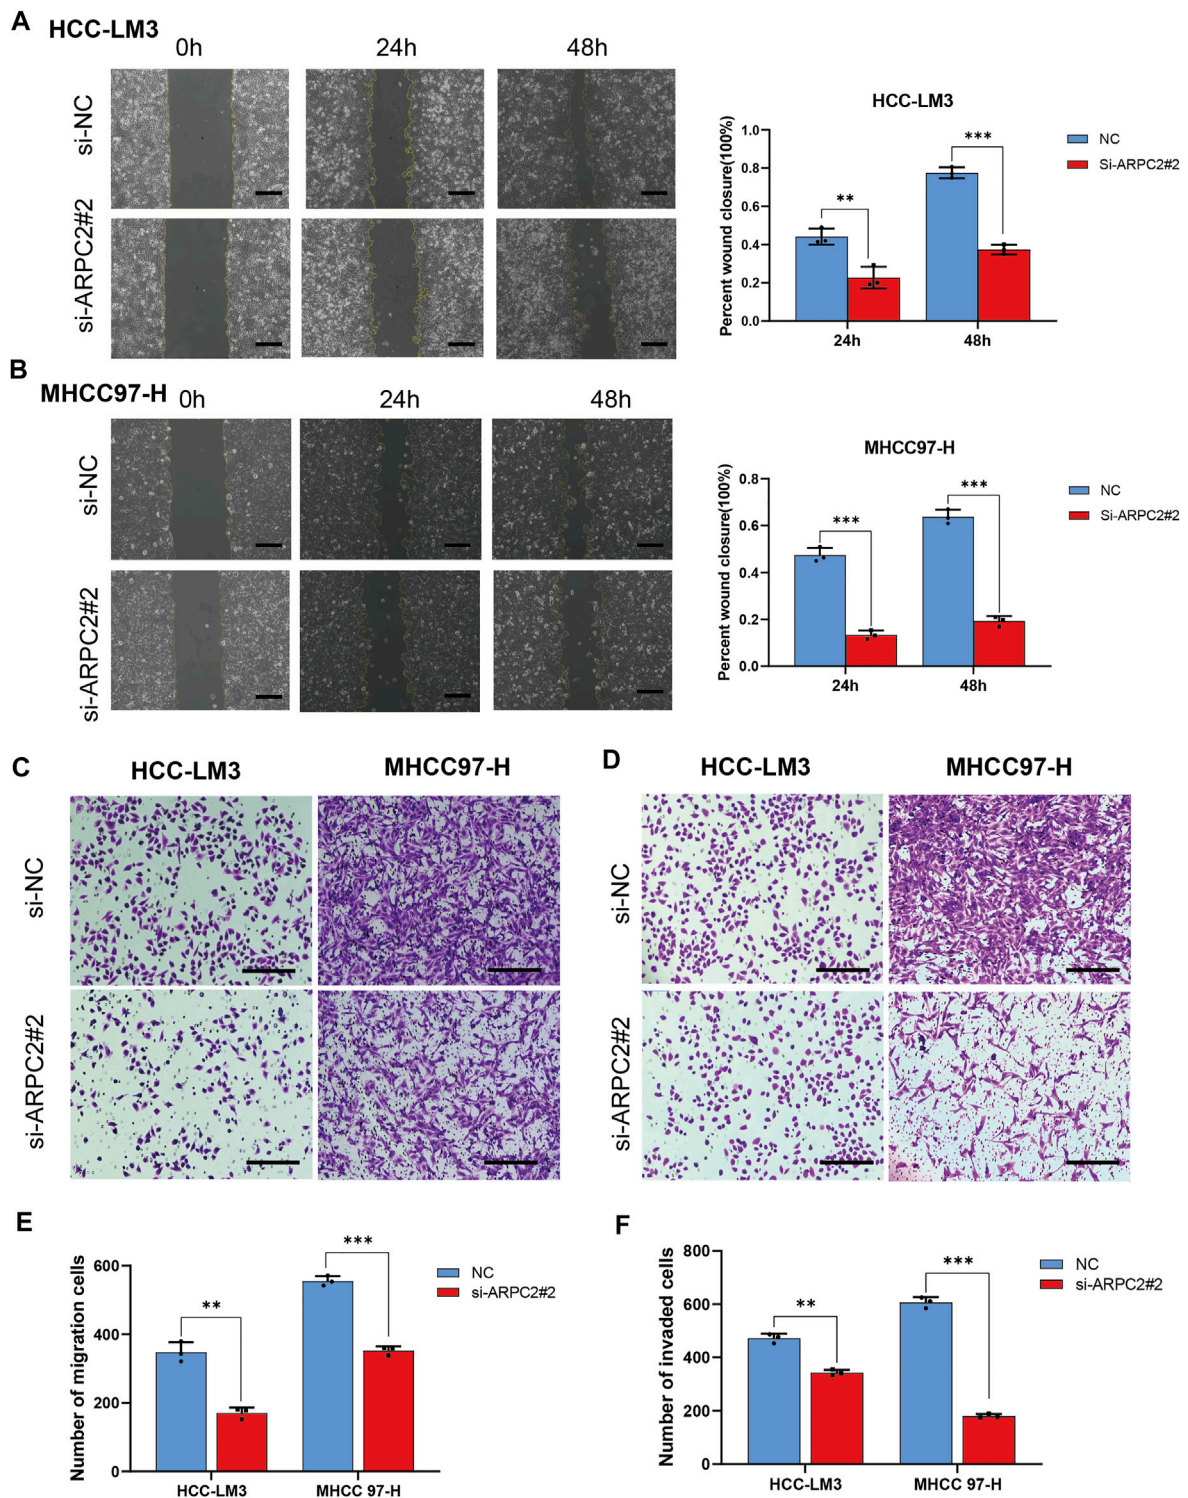 A HCC-LM3
0h 24h 48h
si-NC
si-ARPC2#2
HCC-LM3
Percent wound closure(100%)
1.0
0.8
0.6
0.4
0.2
0.0
**
***
24h 48h
NC
Si-ARPC2#2
B MHCC97-H
0h 24h 48h
si-NC
si-ARPC2#2
MHCC97-H
Percent wound closure(100%)
0.8
0.6
0.4
0.2
0.0
***
***
24h 48h
NC
Si-ARPC2#2
C HCC-LM3 MHCC97-H
si-NC
si-ARPC2#2
D HCC-LM3 MHCC97-H
si-NC
si-ARPC2#2
E
Number of migration cells
600
400
200
0
**
***
HCC-LM3 MHCC 97-H
NC
si-ARPC2#2
F
Number of invaded cells
800
600
400
200
0
**
***
HCC-LM3 MHCC 97-H
NC
si-ARPC2#2